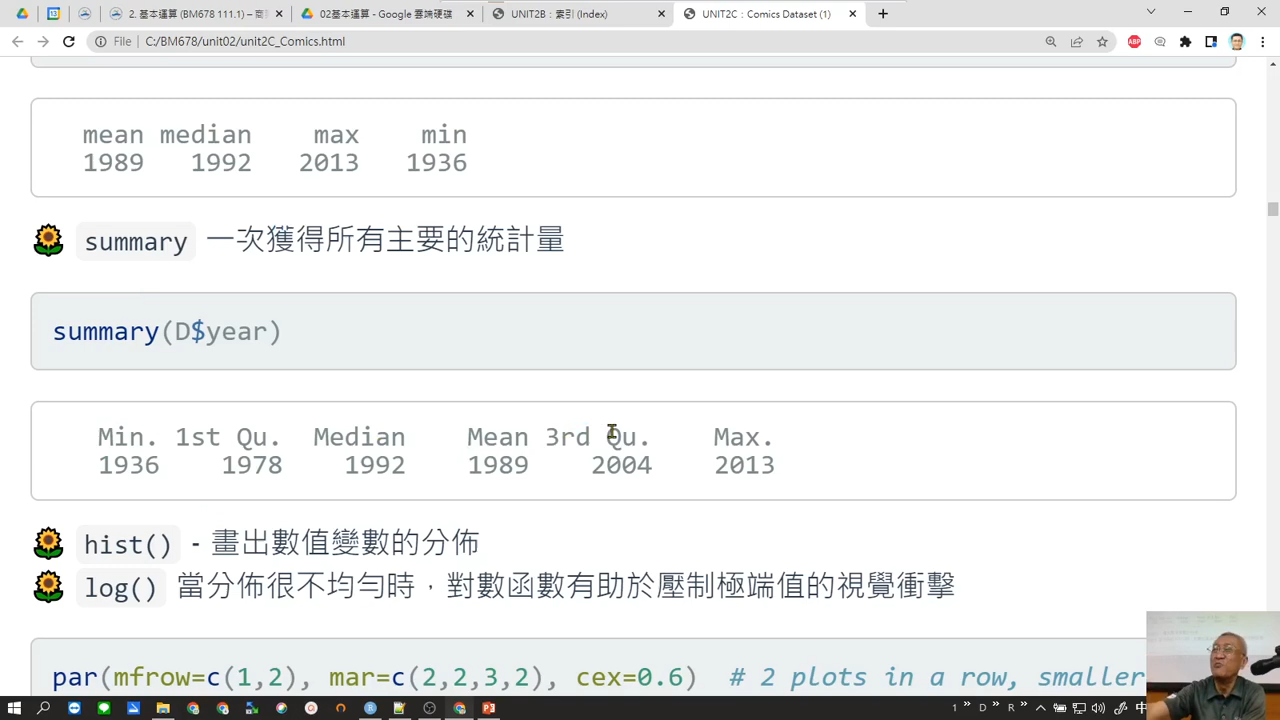 2. 基本運算 (BM678 111.1) –
02基本運算 - Google 雲端硬碟
UNIT2B：索引 (Index)
UNIT2C：Comics Dataset (1)
File
C:/BM678/unit02/unit2C_Comics.html
ABP
mean median max min
1989 1992 2013 1936
summary 一次獲得所有主要的統計量
summary(D$year)
Min. 1st Qu. Median Mean 3rd Qu. Max.
1936 1978 1992 1989 2004 2013
hist() - 畫出數值變數的分佈
log() 當分佈很不均勻時，對數函數有助於壓制極端值的視覺衝擊
par(mfrow=c(1,2), mar=c(2,2,3,2), cex=0.6) # 2 plots in a row, smaller